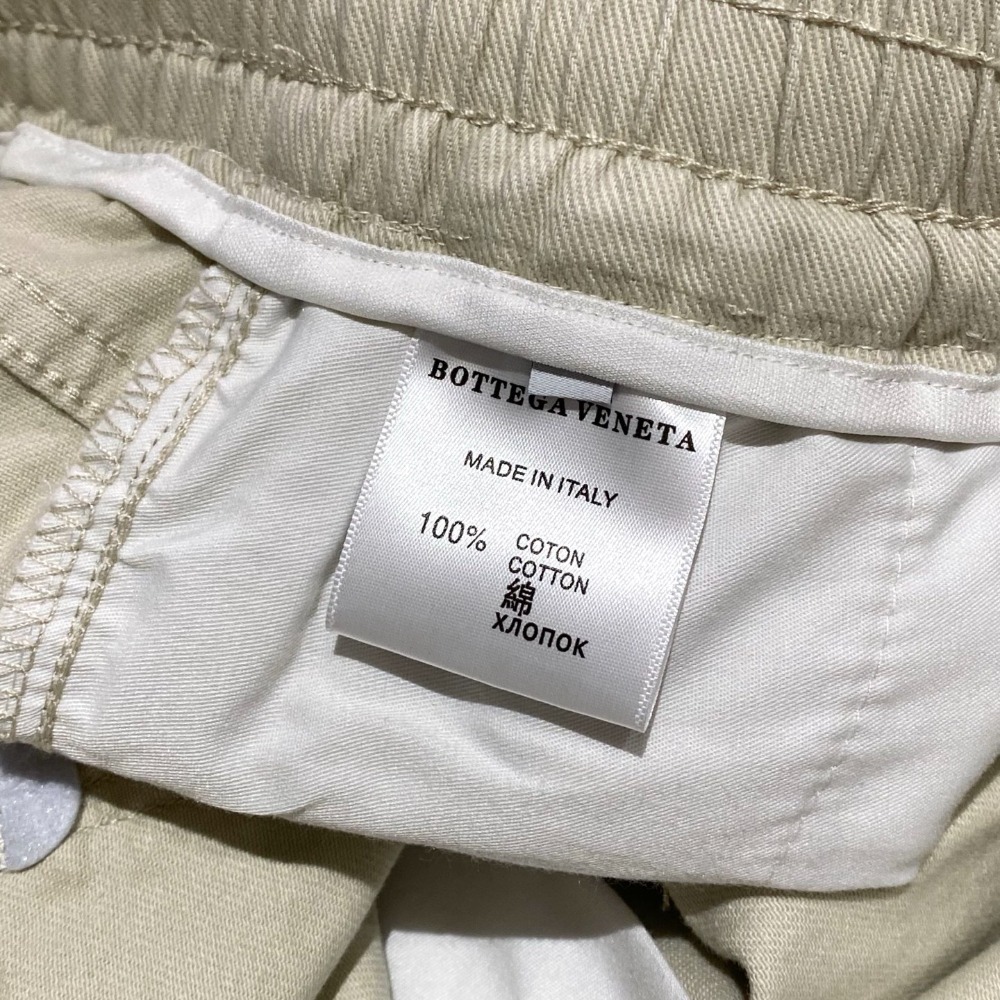 BOTTEGA VENETA
MADE IN ITALY
100% COTON
COTTON
綿
ХЛОПОК